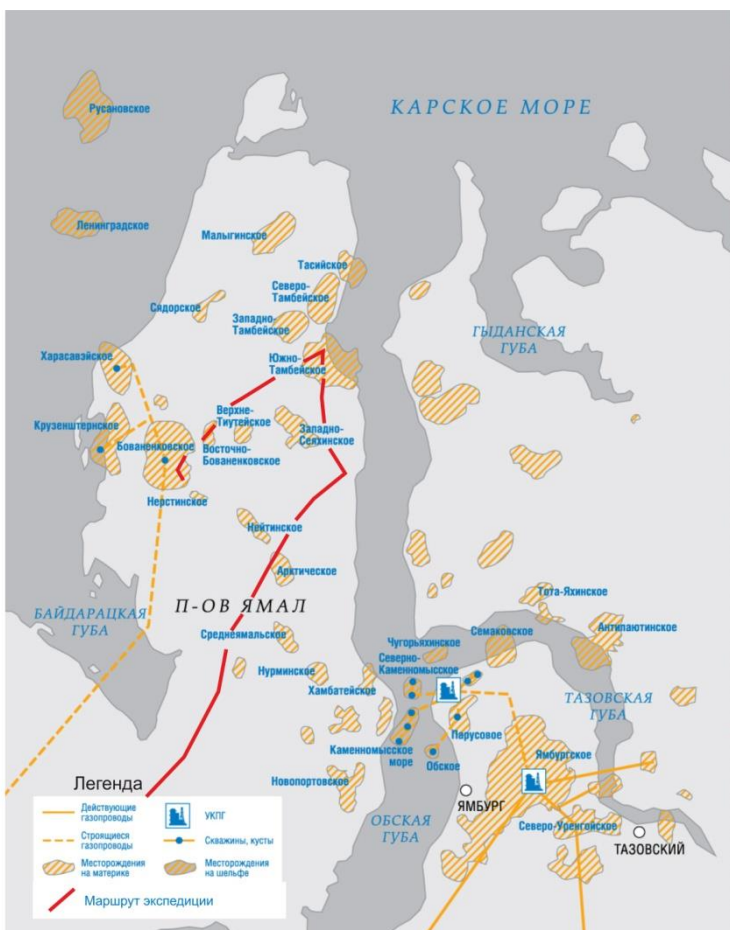 КАРСКОЕ МОРЕ
Русановское
Ленинградское
Малыгинское
Тасийское
Северо-
Тамбейское
Сядорское
Западно-
Тамбейское
ГЫДАНСКАЯ
ГУБА
Харасавэйское
Южно-
Тамбейское
Верхне-
Тиутейское
Крузенштернское
Западно-
Сеяхинское
Бованенковское
Восточно-
Бованенковское
Нерстинское
Нейтинское
Арктическое
П-ОВ ЯМАЛ
БАЙДАРАЦКАЯ
ГУБА
Тота-Яхинское
Антипаютинское
Среднеямальское
Чугорьяхинское
Семаковское
Северно-
Каменномысское
Нурминское
Хамбатейское
ТАЗОВСКАЯ
ГУБА
Каменномысское
море
Парусовое
Обское
Ямбургское
Новопортовское
ЯМБУРГ
ОБСКАЯ
ГУБА
Северо-Уренгойское
ТАЗОВСКИЙ
Легенда
Действующие
газопроводы
УКПГ
Строящиеся
газопроводы
Скважины, кусты
Месторождения
на материке
Месторождения
на шельфе
Маршрут экспедиции